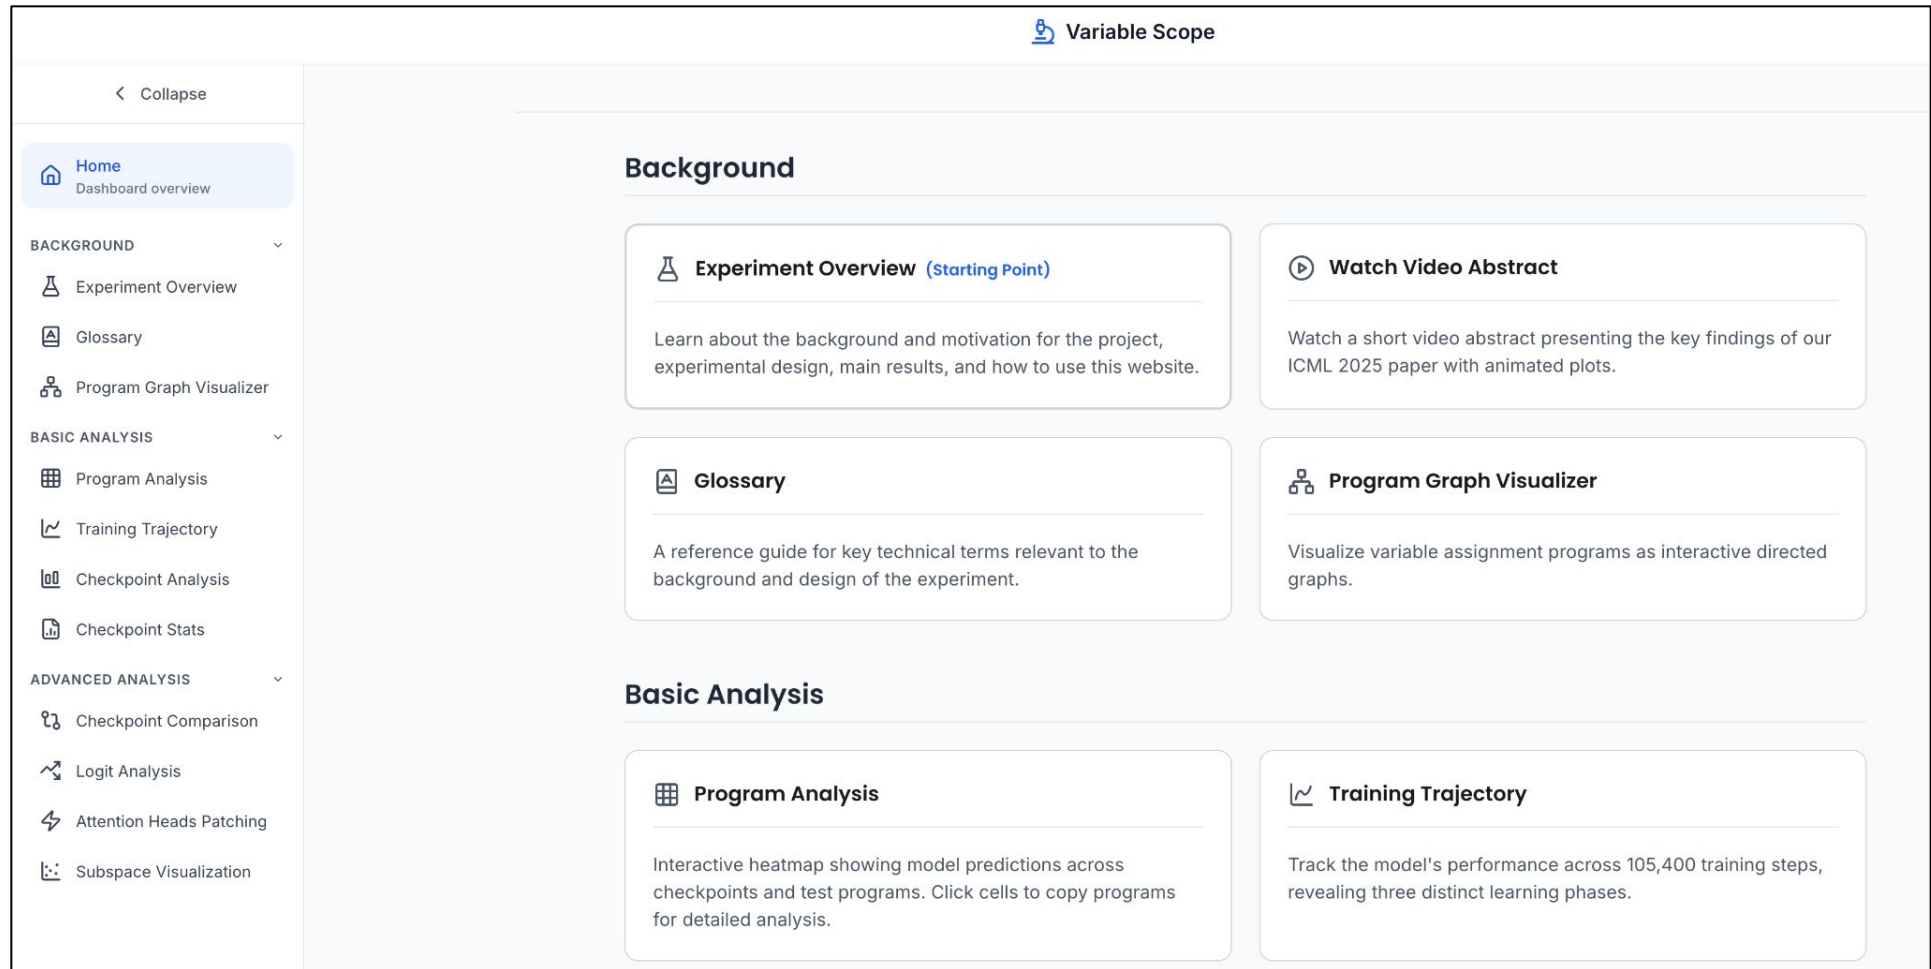 Variable Scope
Collapse
Home
Dashboard overview
BACKGROUND
Experiment Overview
Glossary
Program Graph Visualizer
BASIC ANALYSIS
Program Analysis
Training Trajectory
Checkpoint Analysis
Checkpoint Stats
ADVANCED ANALYSIS
Checkpoint Comparison
Logit Analysis
Attention Heads Patching
Subspace Visualization
Background
Experiment Overview (Starting Point)
Learn about the background and motivation for the project,
experimental design, main results, and how to use this website.
Watch Video Abstract
Watch a short video abstract presenting the key findings of our
ICML 2025 paper with animated plots.
Glossary
A reference guide for key technical terms relevant to the
background and design of the experiment.
Program Graph Visualizer
Visualize variable assignment programs as interactive directed
graphs.
Basic Analysis
Program Analysis
Interactive heatmap showing model predictions across
checkpoints and test programs. Click cells to copy programs
for detailed analysis.
Training Trajectory
Track the model's performance across 105,400 training steps,
revealing three distinct learning phases.